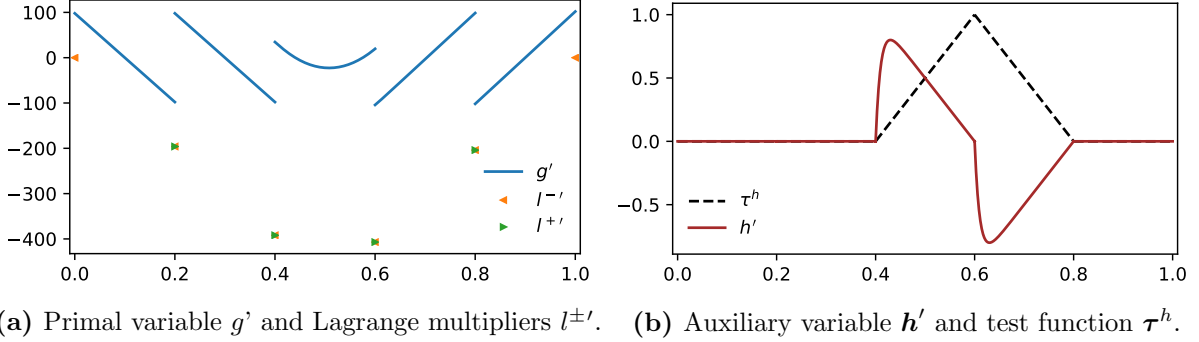 100
0
−100
−200
−300
−400
0.0 0.2 0.4 0.6 0.8 1.0
g′
l⁻′
l⁺′
1.0
0.5
0.0
−0.5
0.0 0.2 0.4 0.6 0.8 1.0
τʰ
h′
(a) Primal variable g’ and Lagrange multipliers l^{±′}.
(b) Auxiliary variable h′ and test function τʰ.